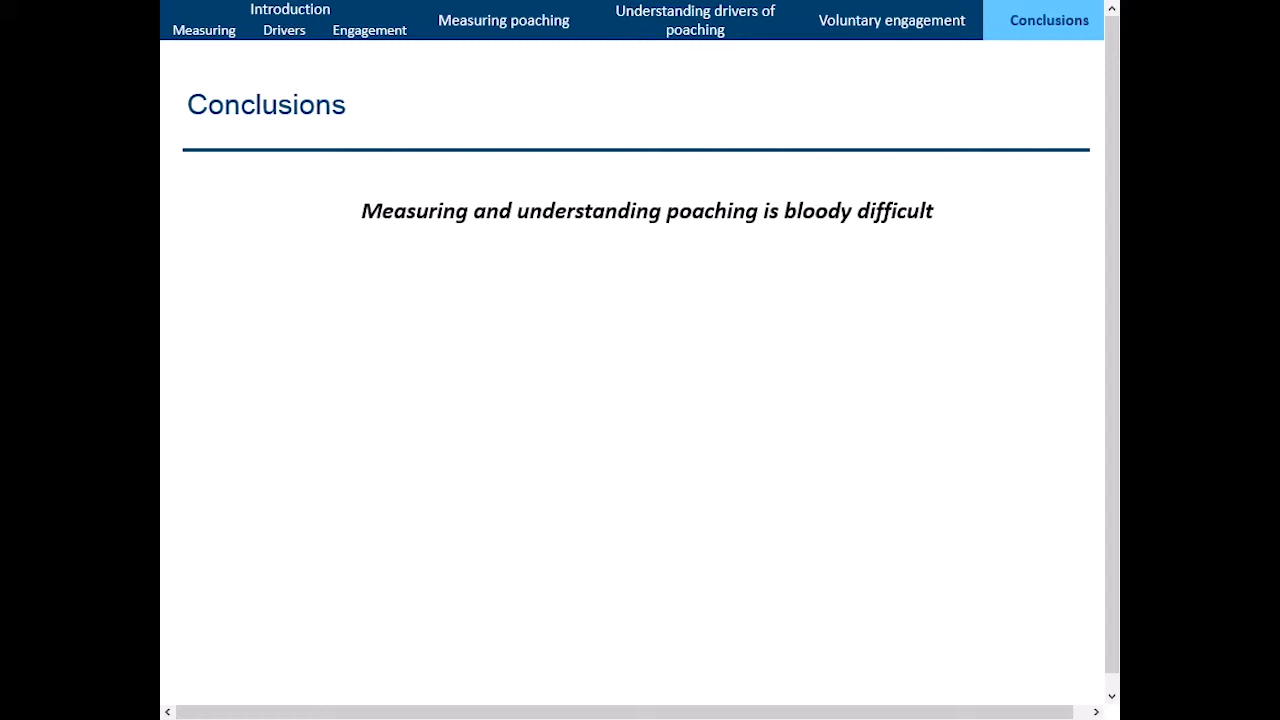 Introduction
Measuring Drivers Engagement
Measuring poaching
Understanding drivers of
poaching
Voluntary engagement
Conclusions
Conclusions
Measuring and understanding poaching is bloody difficult